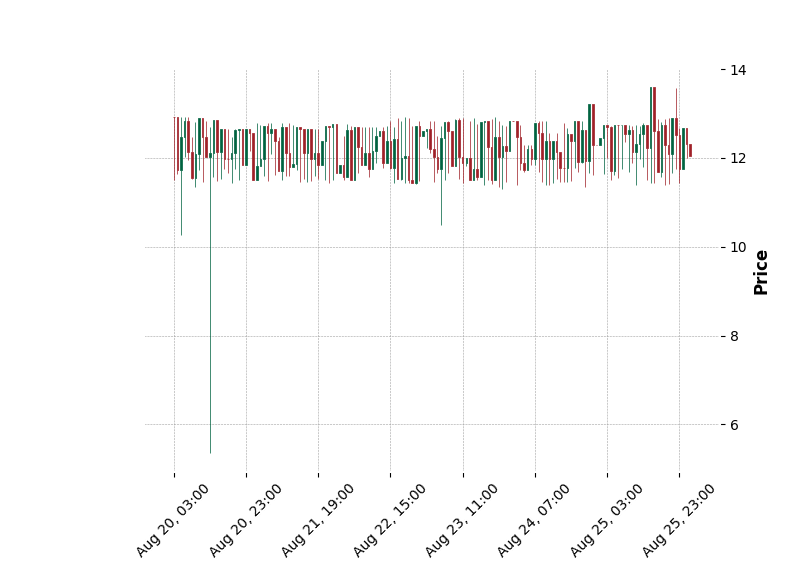 14
12
10
8
6
Price
Aug 20, 03:00
Aug 20, 23:00
Aug 21, 19:00
Aug 22, 15:00
Aug 23, 11:00
Aug 24, 07:00
Aug 25, 03:00
Aug 25, 23:00